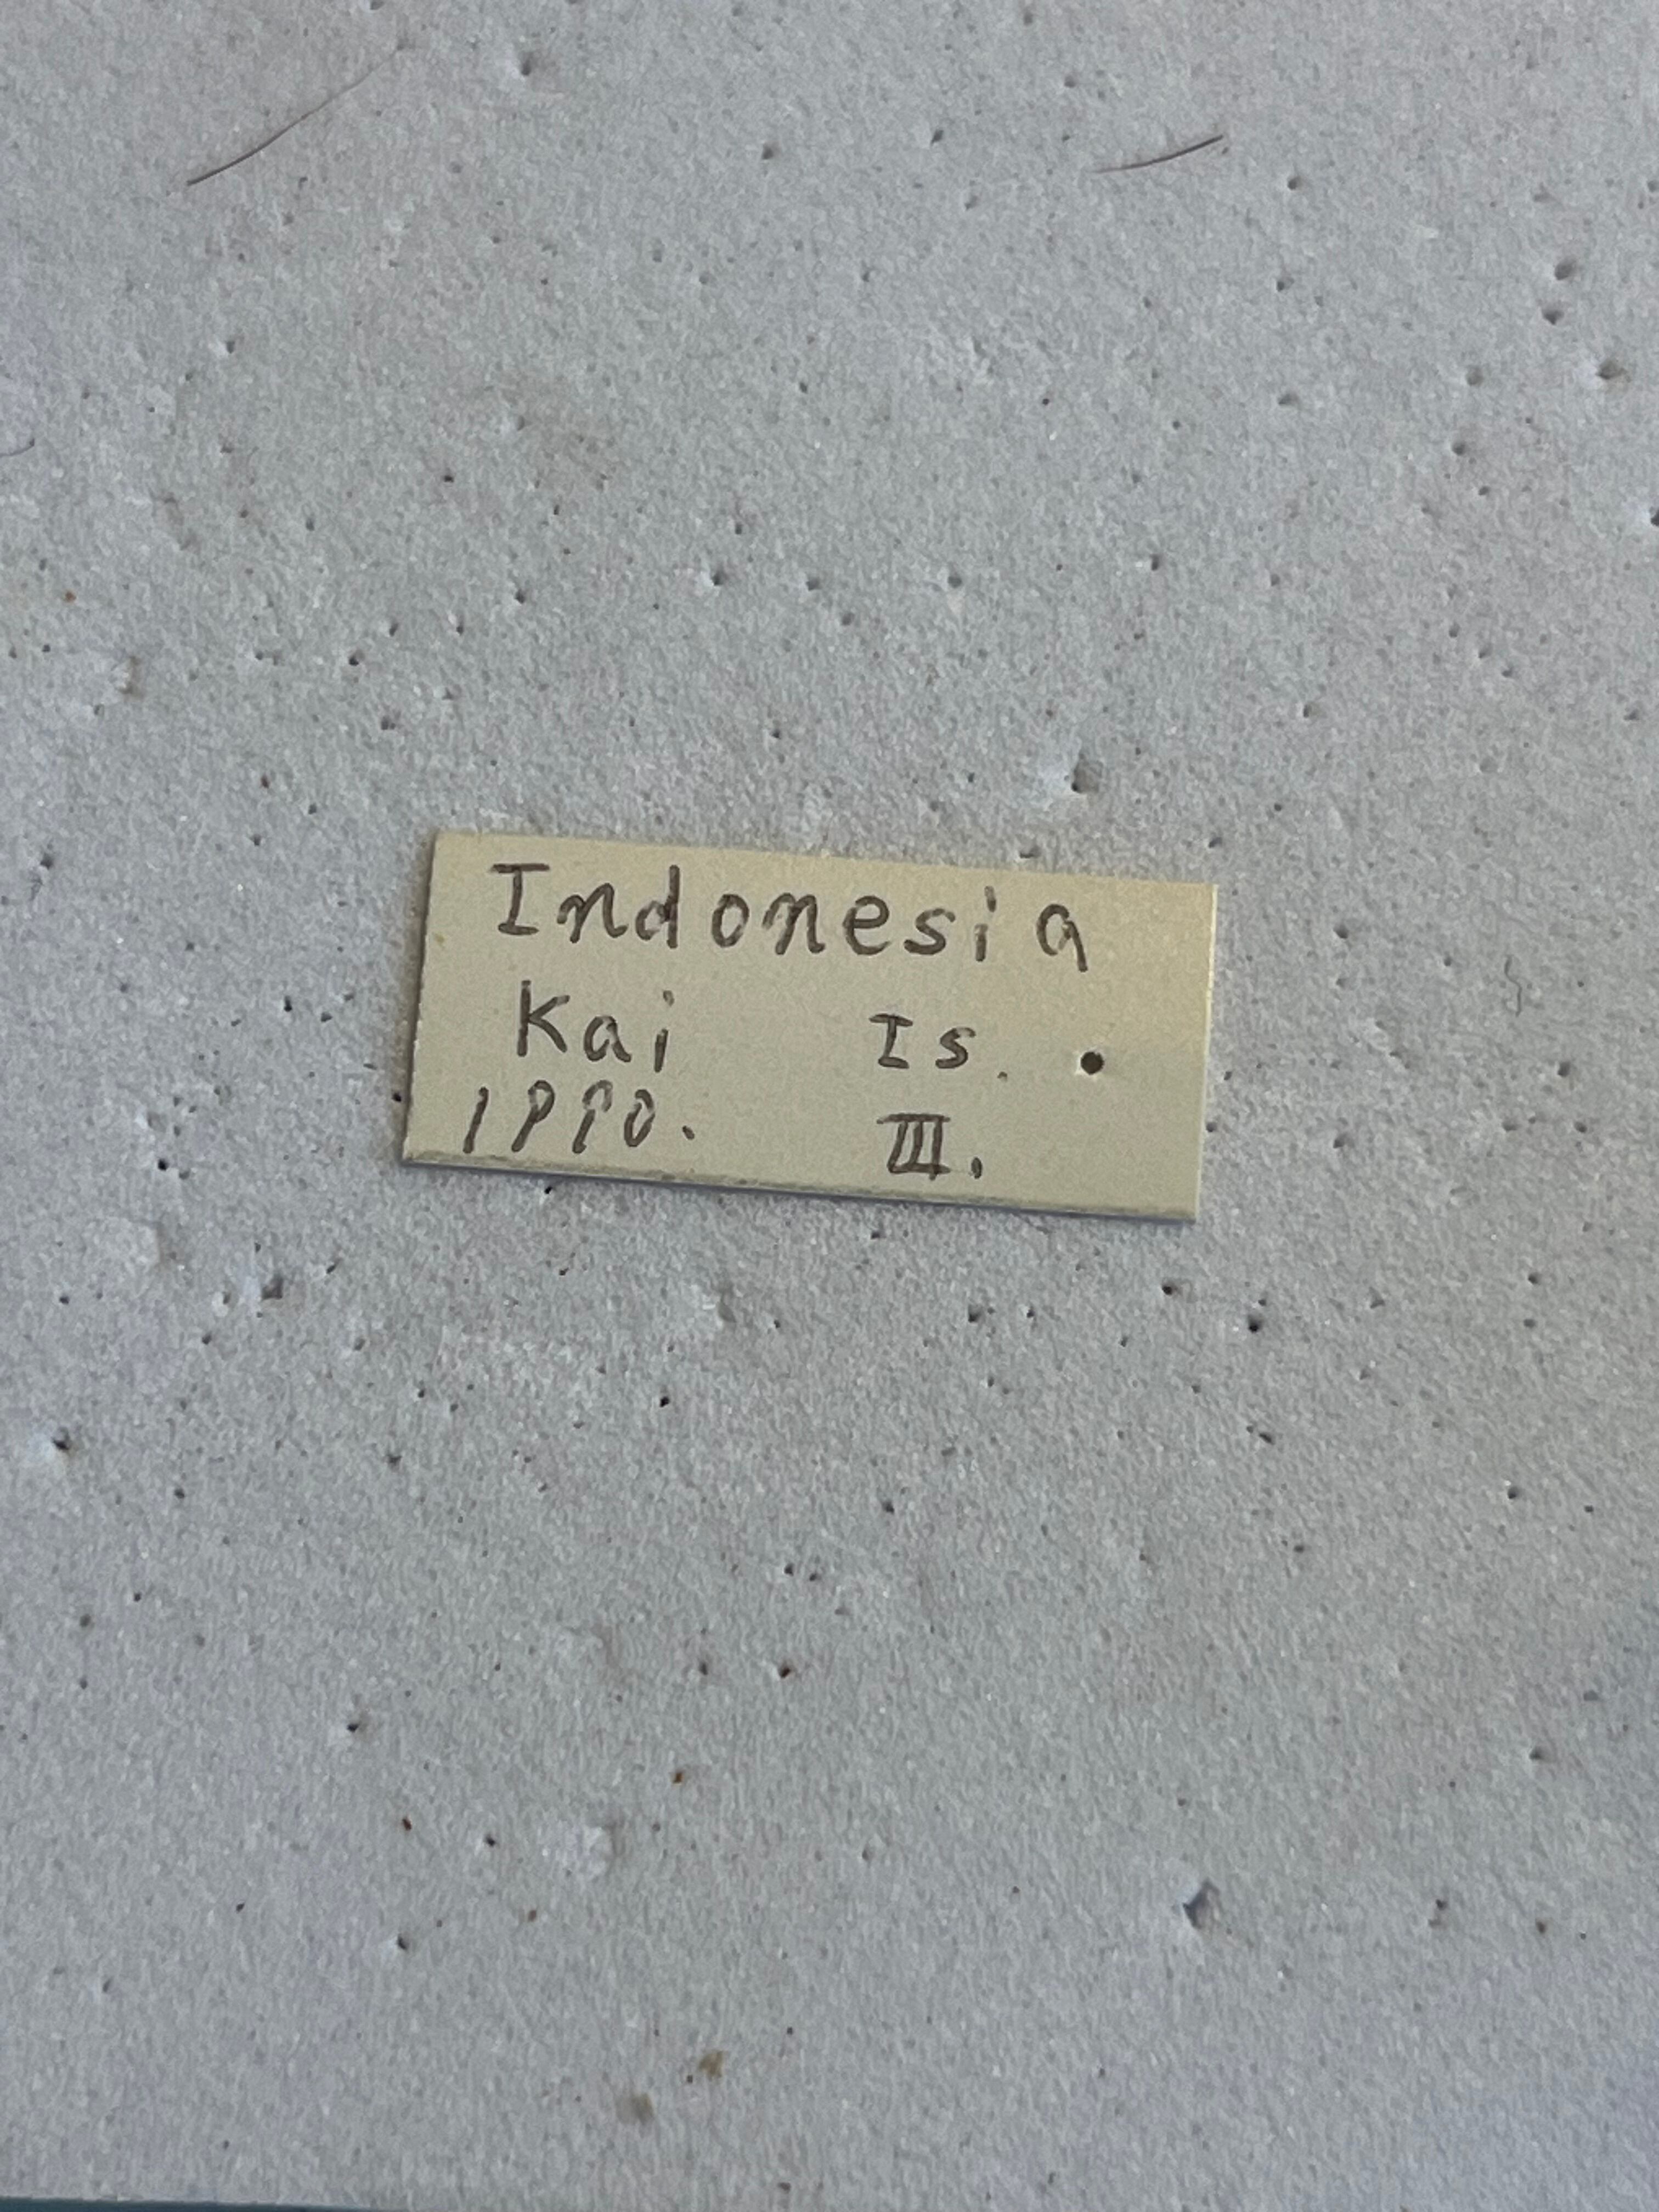 Indonesia
Kai Is.
1990. III.